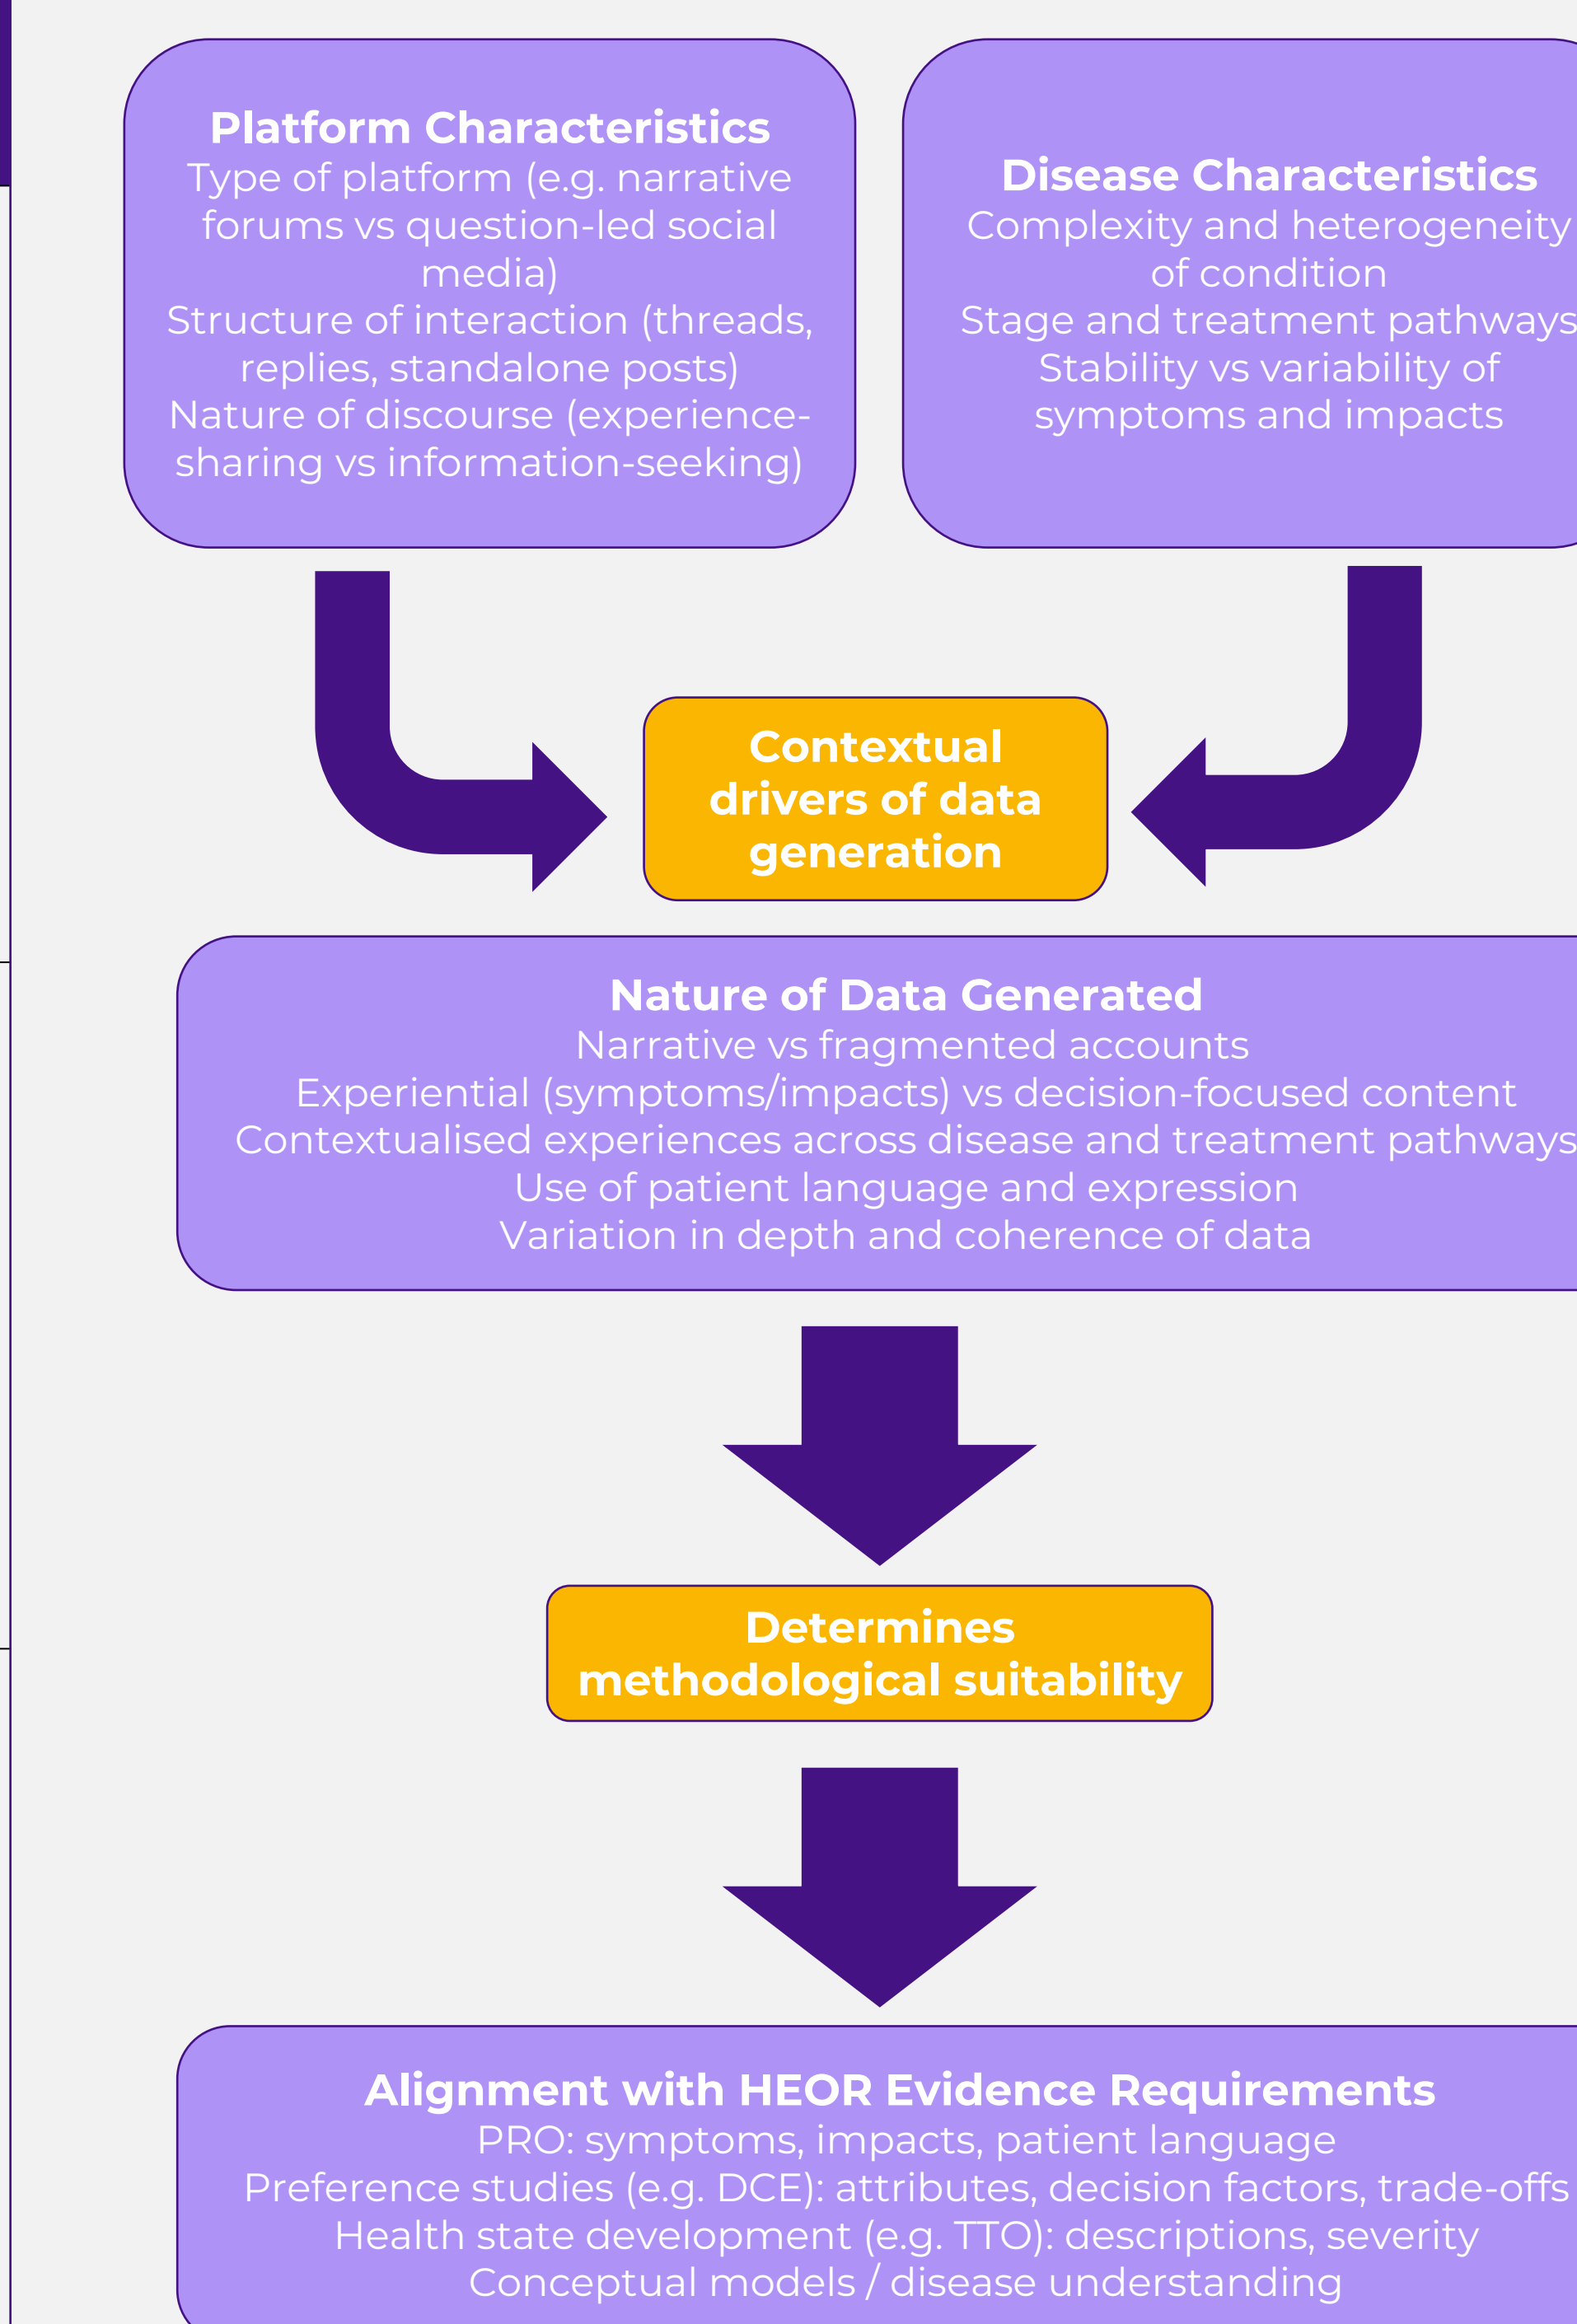 Platform Characteristics
Type of platform (e.g. narrative
forums vs question-led social
media)
Structure of interaction (threads,
replies, standalone posts)
Nature of discourse (experience-
sharing vs information-seeking)
Disease Characteristics
Complexity and heterogeneity
of condition
Stage and treatment pathways
Stability vs variability of
symptoms and impacts
Contextual
drivers of data
generation
Nature of Data Generated
Narrative vs fragmented accounts
Experiential (symptoms/impacts) vs decision-focused content
Contextualised experiences across disease and treatment pathways
Use of patient language and expression
Variation in depth and coherence of data
Determines
methodological suitability
Alignment with HEOR Evidence Requirements
PRO: symptoms, impacts, patient language
Preference studies (e.g. DCE): attributes, decision factors, trade-offs
Health state development (e.g. TTO): descriptions, severity
Conceptual models / disease understanding